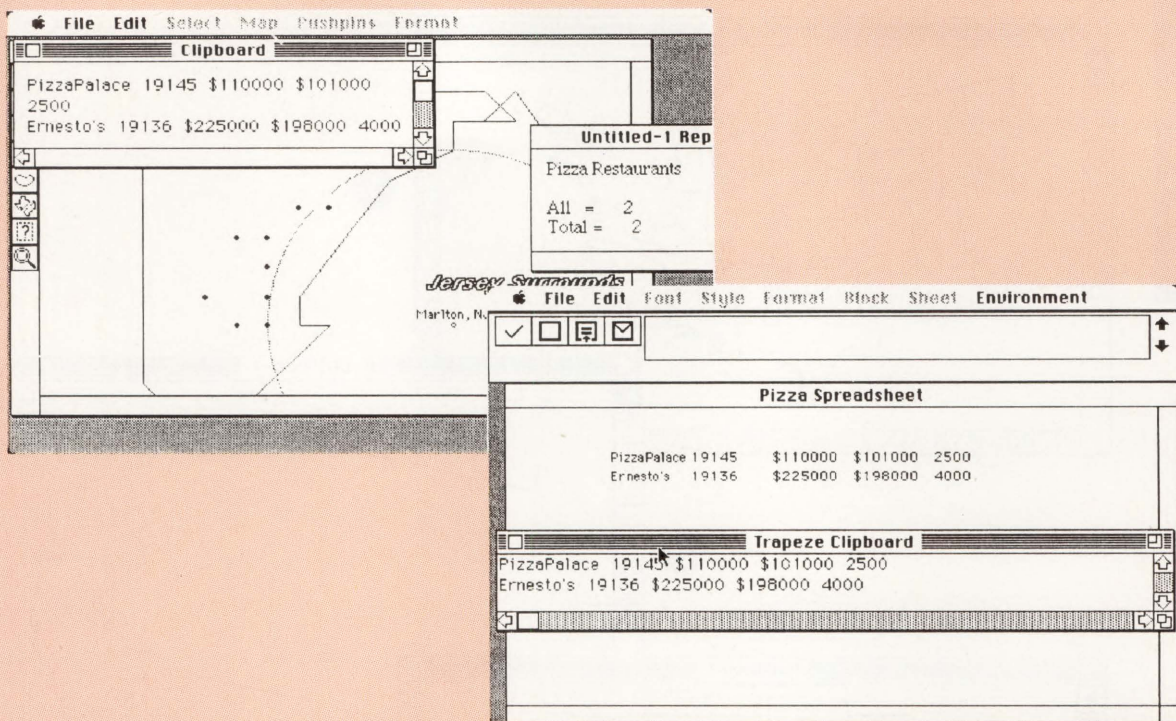 File Edit Select Map Pushpins Format
Clipboard
PizzaPalace 19145 $110000 $101000
2500
Ernesto's 19136 $225000 $198000 4000
Untitled-1 Rep
Pizza Restaurants
All = 2
Total = 2
?
Jersey Surrounds
Marlton, N.
File Edit Font Style Format Block Sheet Environment
Pizza Spreadsheet
PizzaPalace 19145 $110000 $101000 2500
Ernesto's 19136 $225000 $198000 4000
Trapeze Clipboard
PizzaPalace 19145 $110000 $101000 2500
Ernesto's 19136 $225000 $198000 4000